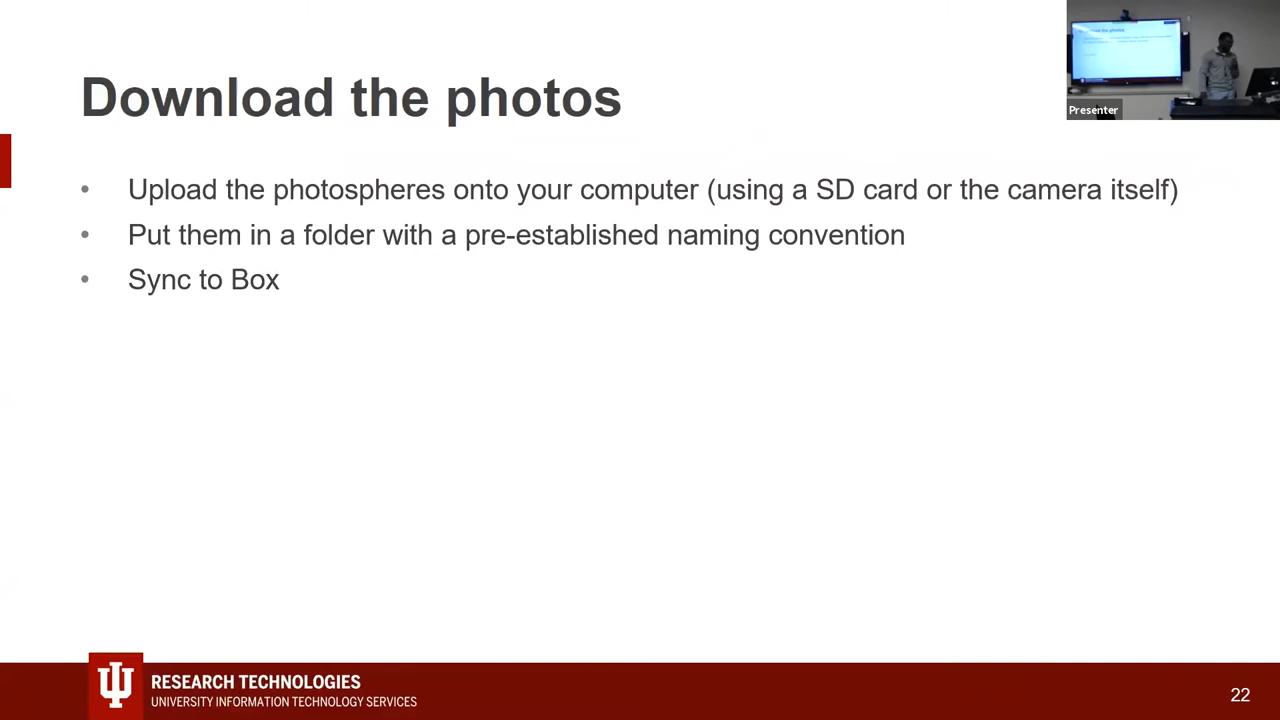 Download the photos
Presenter
• Upload the photospheres onto your computer (using a SD card or the camera itself)
• Put them in a folder with a pre-established naming convention
• Sync to Box
RESEARCH TECHNOLOGIES
UNIVERSITY INFORMATION TECHNOLOGY SERVICES
22